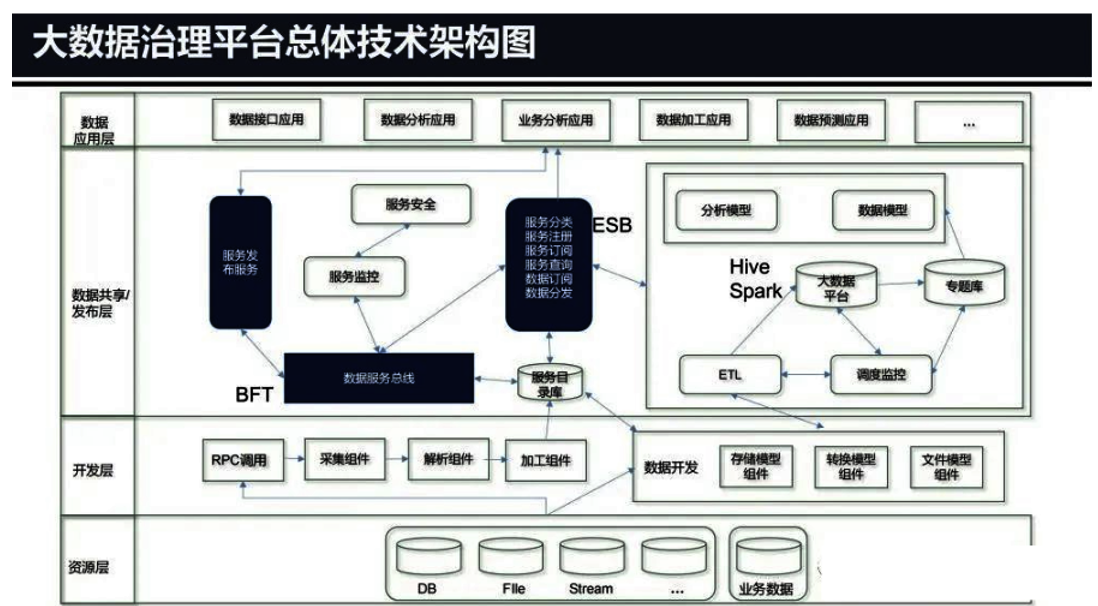 大数据治理平台总体技术架构图
数据
应用层
数据接口应用
数据分析应用
业务分析应用
数据加工应用
数据预测应用
...
数据共享/
发布层
服务发
布服务
服务安全
服务监控
服务分类
服务注册
服务订阅
服务查询
数据订阅
数据分发
ESB
分析模型
数据模型
Hive
Spark
大数据
平台
专题库
BFT
数据服务总线
服务目
录库
ETL
调度监控
开发层
RPC调用
采集组件
解析组件
加工组件
数据开发
存储模型
组件
转换模型
组件
文件模型
组件
资源层
DB
FIle
Stream
...
业务数据